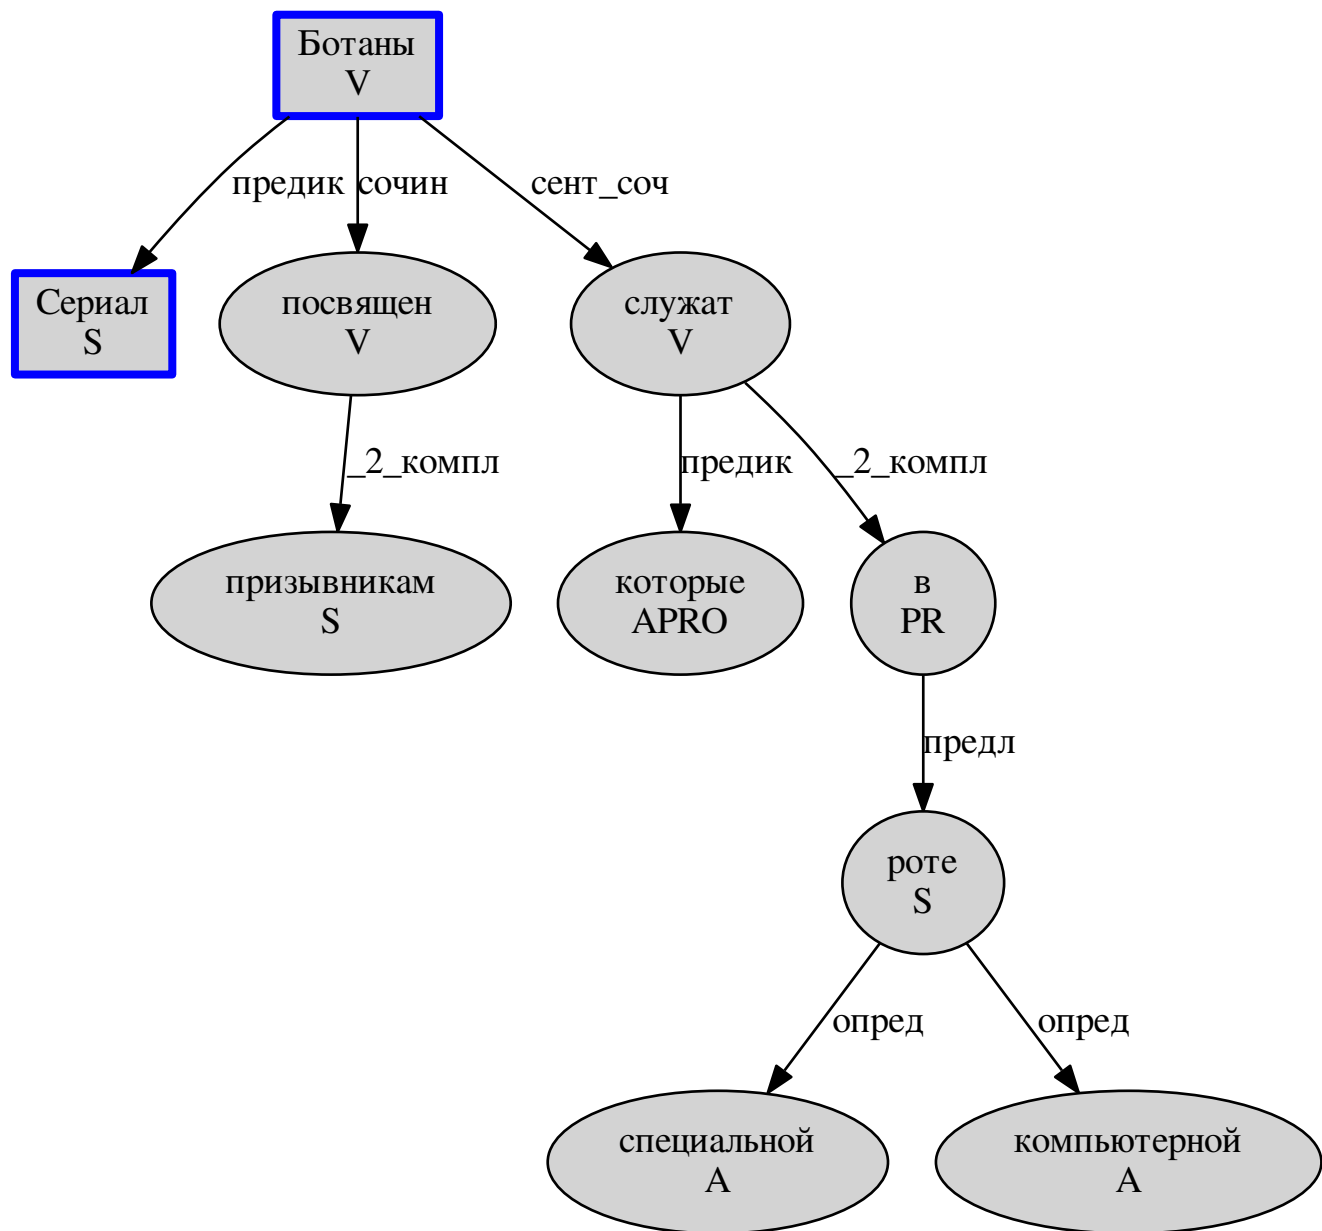 Ботаны
V
предик
сочин
сент_соч
Сериал
S
посвящен
V
служат
V
_2_компл
предик
_2_компл
призывникам
S
которые
APRO
в
PR
предл
роте
S
опред
опред
специальной
A
компьютерной
A